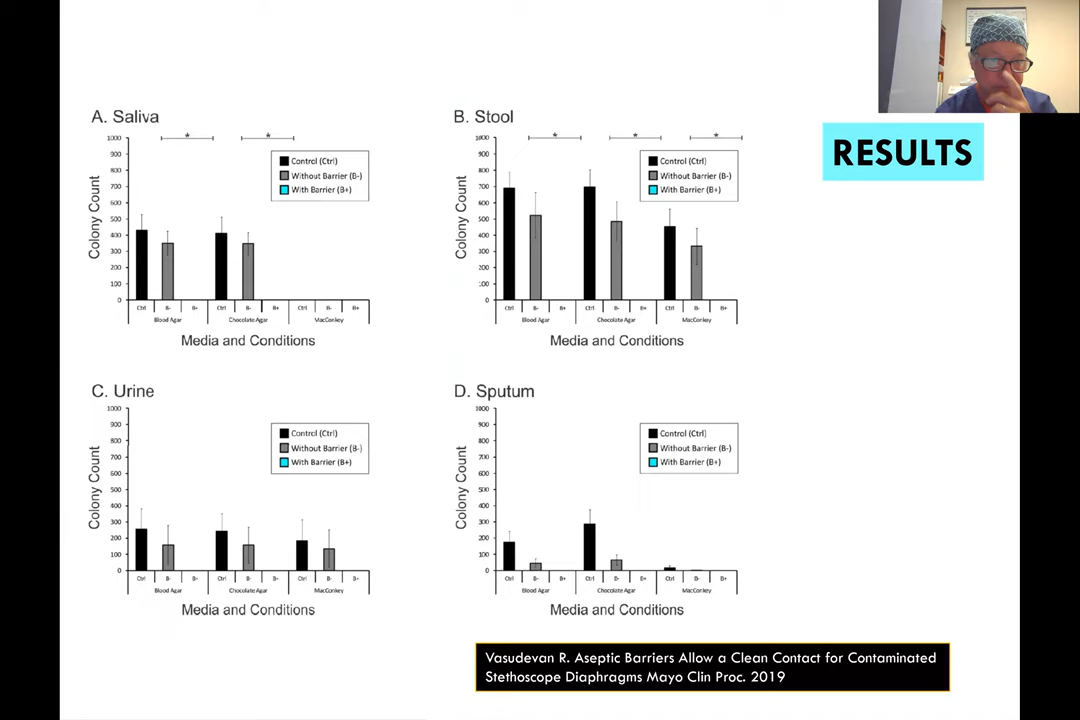 RESULTS
A. Saliva
*
*
1000
900
800
700
600
500
400
300
200
100
0
Colony Count
Control (Ctrl)
Without Barrier (B-)
With Barrier (B+)
Ctrl B- B+ Ctrl B- B+ Ctrl B- B+
Blood Agar Chocolate Agar MacConkey
Media and Conditions
B. Stool
*
*
*
1000
900
800
700
600
500
400
300
200
100
0
Colony Count
Control (Ctrl)
Without Barrier (B-)
With Barrier (B+)
Ctrl B- B+ Ctrl B- B+ Ctrl B- B+
Blood Agar Chocolate Agar MacConkey
Media and Conditions
C. Urine
1000
900
800
700
600
500
400
300
200
100
0
Colony Count
Control (Ctrl)
Without Barrier (B-)
With Barrier (B+)
Ctrl B- B+ Ctrl B- B+ Ctrl B- B+
Blood Agar Chocolate Agar MacConkey
Media and Conditions
D. Sputum
1000
900
800
700
600
500
400
300
200
100
0
Colony Count
Control (Ctrl)
Without Barrier (B-)
With Barrier (B+)
Ctrl B- B+ Ctrl B- B+ Ctrl B- B+
Blood Agar Chocolate Agar MacConkey
Media and Conditions
Vasudevan R. Aseptic Barriers Allow a Clean Contact for Contaminated
Stethoscope Diaphragms Mayo Clin Proc. 2019